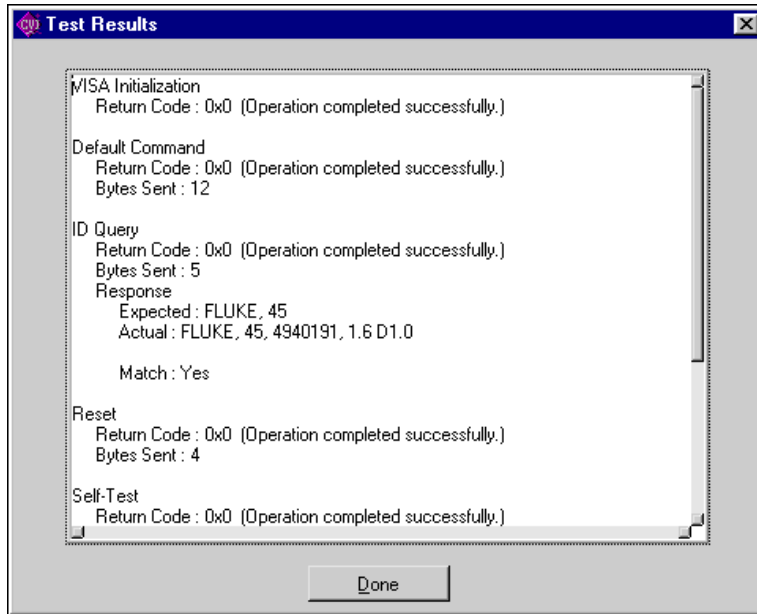 CVI Test Results
VISA Initialization
Return Code : 0x0 (Operation completed successfully.)
Default Command
Return Code : 0x0 (Operation completed successfully.)
Bytes Sent : 12
ID Query
Return Code : 0x0 (Operation completed successfully.)
Bytes Sent : 5
Response
Expected : FLUKE, 45
Actual : FLUKE, 45, 4940191, 1.6 D1.0
Match : Yes
Reset
Return Code : 0x0 (Operation completed successfully.)
Bytes Sent : 4
Self-Test
Return Code : 0x0 (Operation completed successfully.)
Done